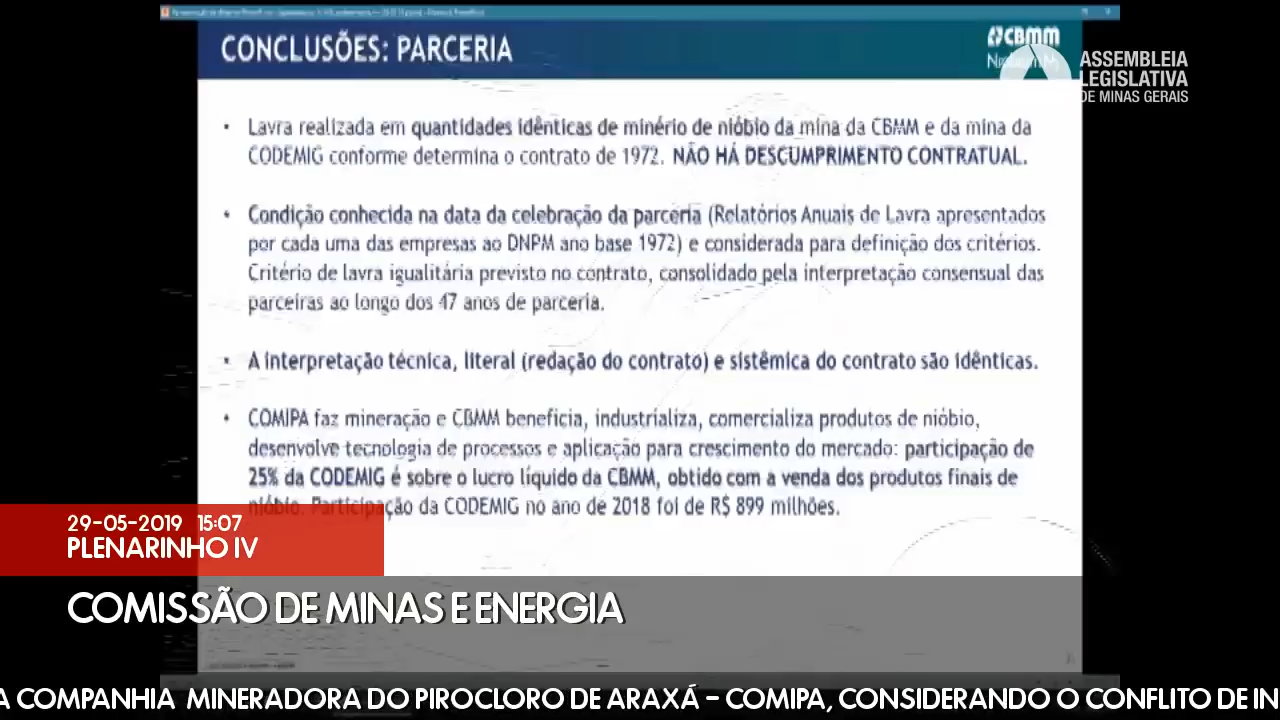 CONCLUSÕES: PARCERIA
CBMM
ASSEMBLEIA
LEGISLATIVA
DE MINAS GERAIS
• Lavra realizada em quantidades idênticas de minério de nióbio da mina da CBMM e da mina da
CODEMIG conforme determina o contrato de 1972. NÃO HÁ DESCUMPRIMENTO CONTRATUAL.
• Condição conhecida na data da celebração da parceria (Relatórios Anuais de Lavra apresentados
por cada uma das empresas ao DNPM ano base 1972) e considerada para definição dos critérios.
Critério de lavra igualitária previsto no contrato, consolidado pela interpretação consensual das
parceiras ao longo dos 47 anos de parceria.
• A interpretação técnica, literal (redação do contrato) e sistêmica do contrato são idênticas.
• COMIPA faz mineração e CBMM beneficia, industrializa, comercializa produtos de nióbio,
desenvolve tecnologia de processos e aplicação para crescimento do mercado: participação de
25% da CODEMIG é sobre o lucro líquido da CBMM, obtido com a venda dos produtos finais de
nióbio. Participação da CODEMIG no ano de 2018 foi de R$ 899 milhões.
29-05-2019 15:07
PLENARINHO IV
COMISSÃO DE MINAS E ENERGIA
A COMPANHIA MINERADORA DO PIROCLORO DE ARAXÁ - COMIPA, CONSIDERANDO O CONFLITO DE IN